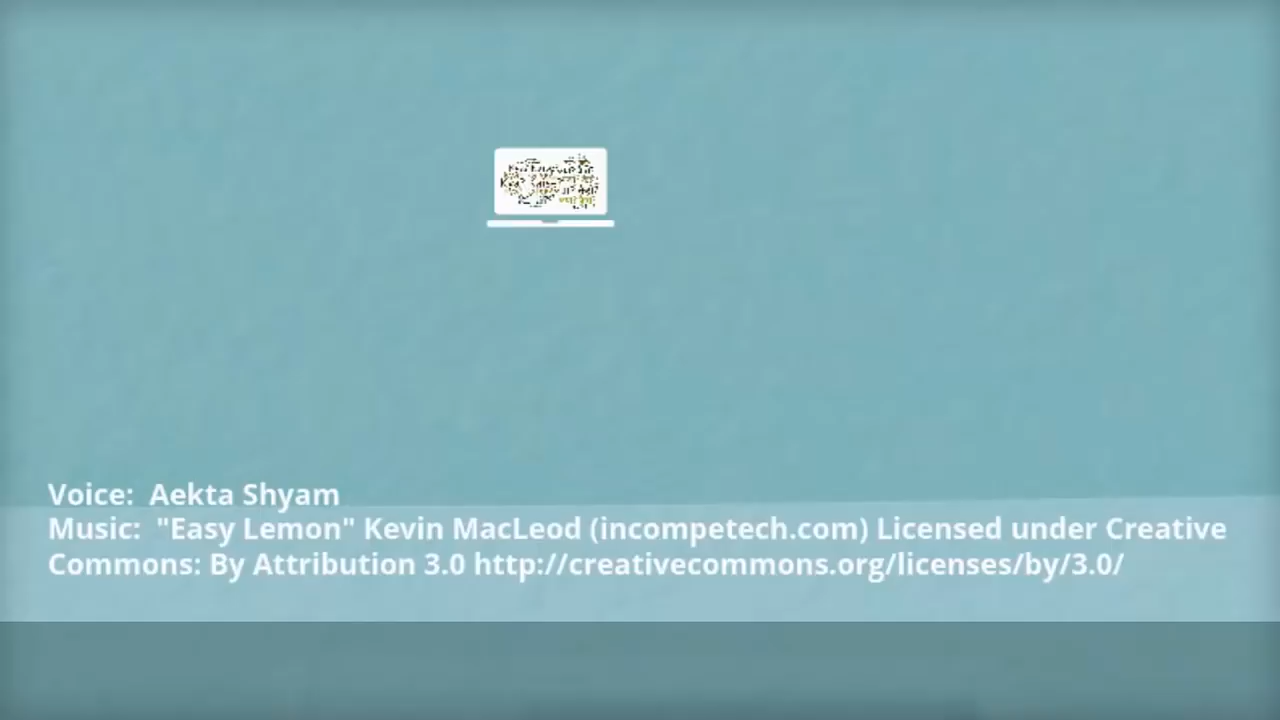 Voice: Aekta Shyam
Music: "Easy Lemon" Kevin MacLeod (incompetech.com) Licensed under Creative
Commons: By Attribution 3.0 http://creativecommons.org/licenses/by/3.0/